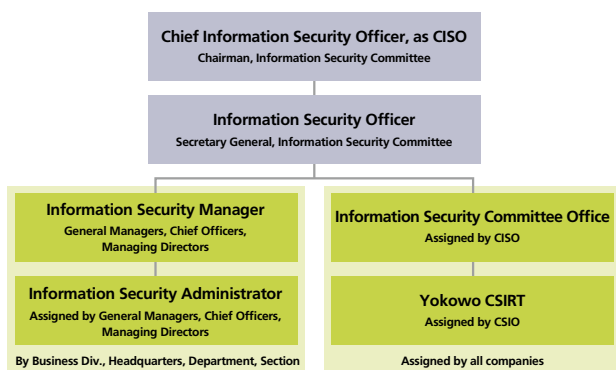 Chief Information Security Officer, as CISO
Chairman, Information Security Committee
Information Security Officer
Secretary General, Information Security Committee
Information Security Manager
General Managers, Chief Officers,
Managing Directors
Information Security Administrator
Assigned by General Managers, Chief Officers,
Managing Directors
By Business Div., Headquarters, Department, Section
Information Security Committee Office
Assigned by CISO
Yokowo CSIRT
Assigned by CSIO
Assigned by all companies